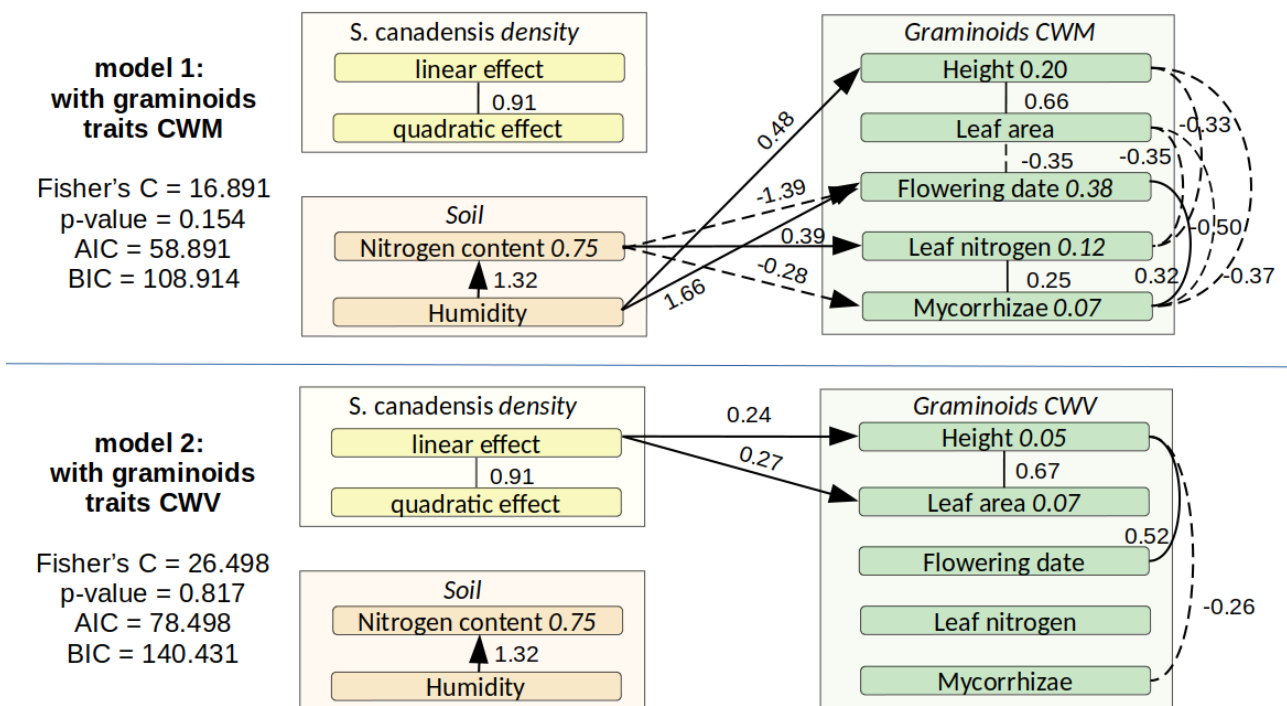 model 1:
with graminoids
traits CWM
Fisher's C = 16.891
p-value = 0.154
AIC = 58.891
BIC = 108.914
S. canadensis density
linear effect
0.91
quadratic effect
Soil
Nitrogen content 0.75
1.32
Humidity
0.48
-1.39
0.39
-0.28
1.66
Graminoids CWM
Height 0.20
0.66
Leaf area
-0.35
Flowering date 0.38
Leaf nitrogen 0.12
0.25
Mycorrhizae 0.07
-0.33
-0.35
-0.50
0.32
-0.37
model 2:
with graminoids
traits CWV
Fisher's C = 26.498
p-value = 0.817
AIC = 78.498
BIC = 140.431
S. canadensis density
linear effect
0.91
quadratic effect
Soil
Nitrogen content 0.75
1.32
Humidity
0.24
0.27
Graminoids CWV
Height 0.05
0.67
Leaf area 0.07
0.52
Flowering date
Leaf nitrogen
-0.26
Mycorrhizae